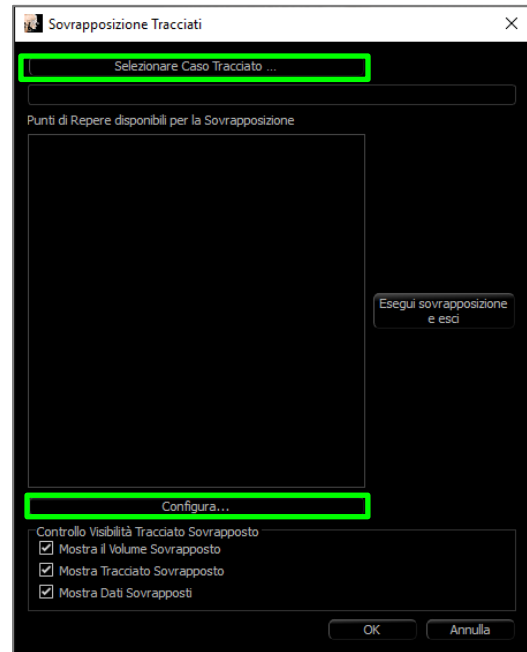 Sovrapposizione Tracciati
Selezionare Caso Tracciato ...
Punti di Repere disponibili per la Sovrapposizione
Esegui sovrapposizione
e esci
Configura...
Controllo Visibilità Tracciato Sovrapposto
Mostra il Volume Sovrapposto
Mostra Tracciato Sovrapposto
Mostra Dati Sovrapposti
OK
Annulla